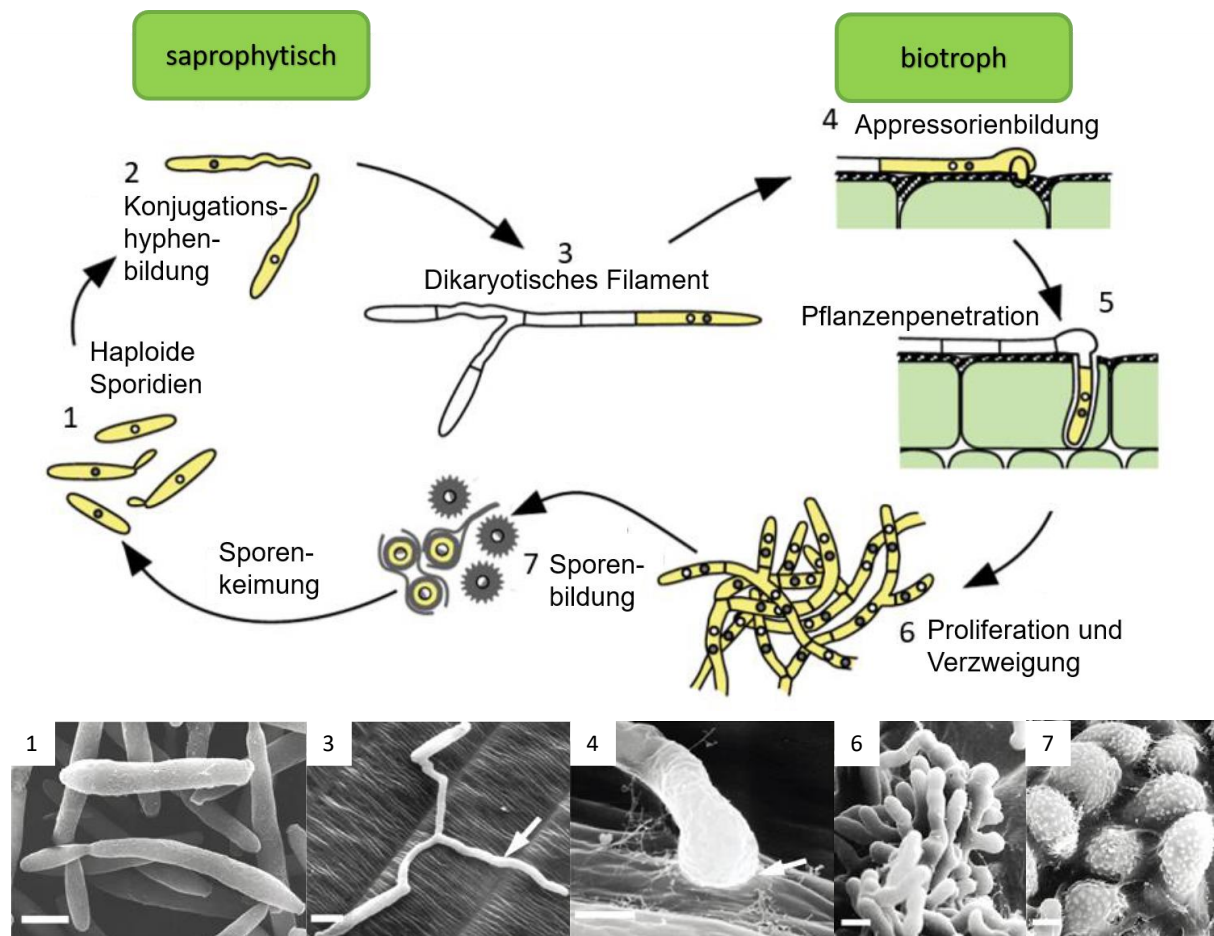 saprophytisch
biotroph
4 Appressorienbildung
2
Konjugations-
hyphen-
bildung
3
Dikaryotisches Filament
5
Pflanzenpenetration
Haploide
Sporidien
1
Sporen-
keimung
7 Sporen-
bildung
6 Proliferation und
Verzweigung
1
3
4
6
7